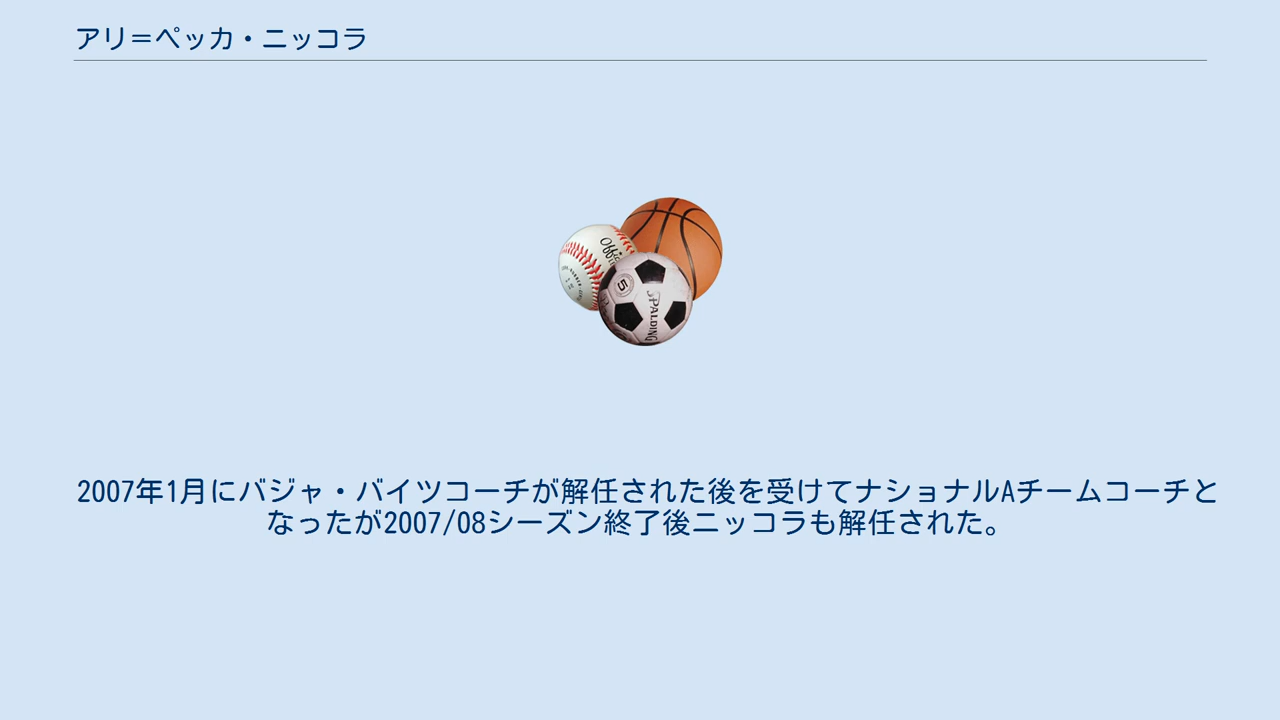 アリ＝ペッカ・ニッコラ
Offic
5
SPALDING
2007年1月にバジャ・バイツコーチが解任された後を受けてナショナルAチームコーチと
なったが2007/08シーズン終了後ニッコラも解任された。